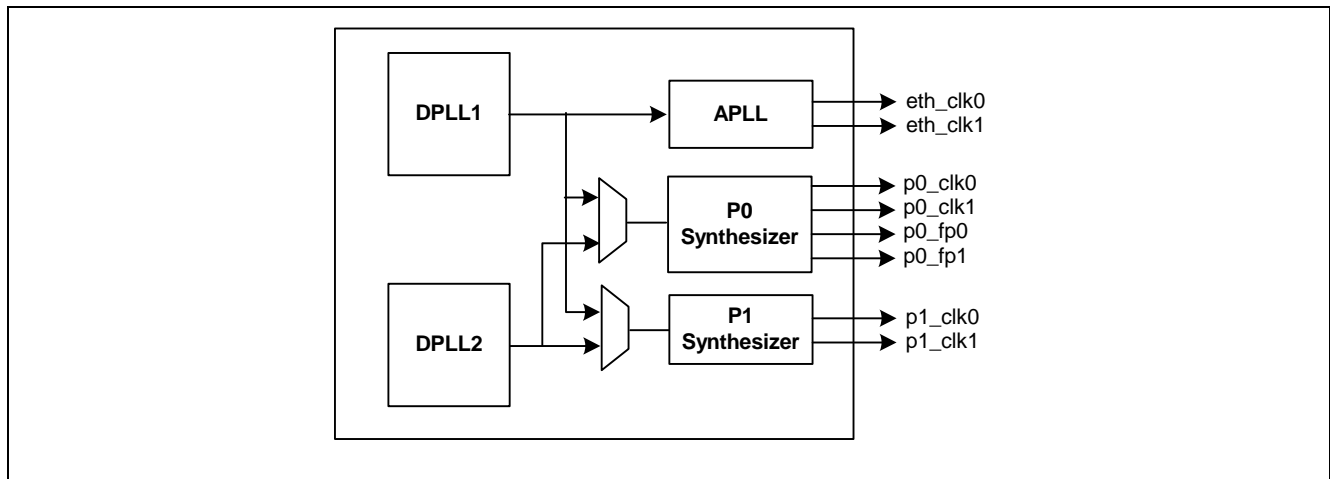 DPLL1
APLL
eth_clk0
eth_clk1
P0
Synthesizer
p0_clk0
p0_clk1
p0_fp0
p0_fp1
DPLL2
P1
Synthesizer
p1_clk0
p1_clk1